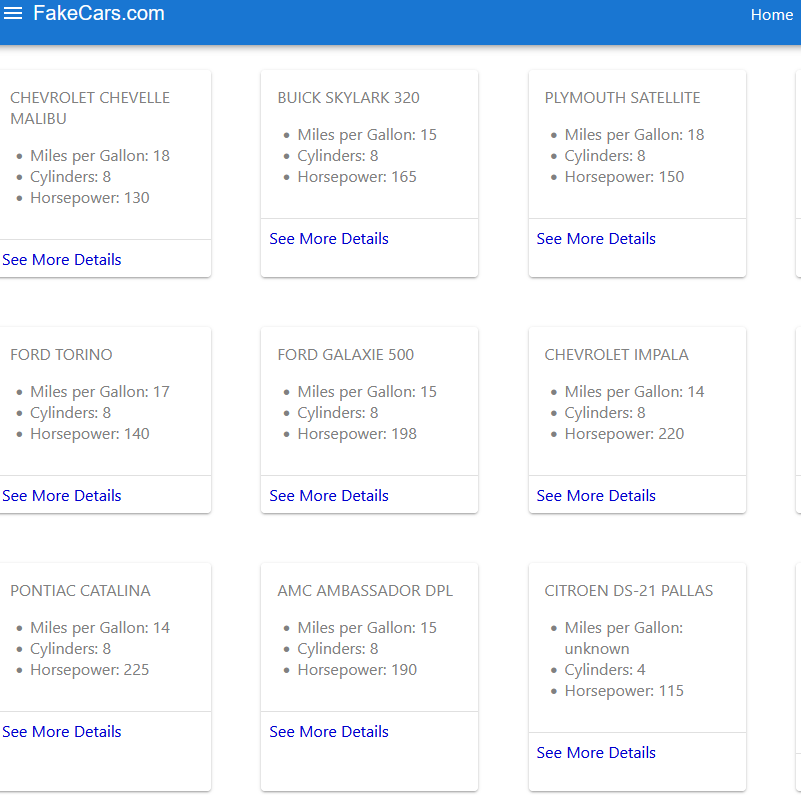 FakeCars.com
Home
CHEVROLET CHEVELLE
MALIBU
Miles per Gallon: 18
Cylinders: 8
Horsepower: 130
See More Details
BUICK SKYLARK 320
Miles per Gallon: 15
Cylinders: 8
Horsepower: 165
See More Details
PLYMOUTH SATELLITE
Miles per Gallon: 18
Cylinders: 8
Horsepower: 150
See More Details
FORD TORINO
Miles per Gallon: 17
Cylinders: 8
Horsepower: 140
See More Details
FORD GALAXIE 500
Miles per Gallon: 15
Cylinders: 8
Horsepower: 198
See More Details
CHEVROLET IMPALA
Miles per Gallon: 14
Cylinders: 8
Horsepower: 220
See More Details
PONTIAC CATALINA
Miles per Gallon: 14
Cylinders: 8
Horsepower: 225
See More Details
AMC AMBASSADOR DPL
Miles per Gallon: 15
Cylinders: 8
Horsepower: 190
See More Details
CITROEN DS-21 PALLAS
Miles per Gallon:
unknown
Cylinders: 4
Horsepower: 115
See More Details